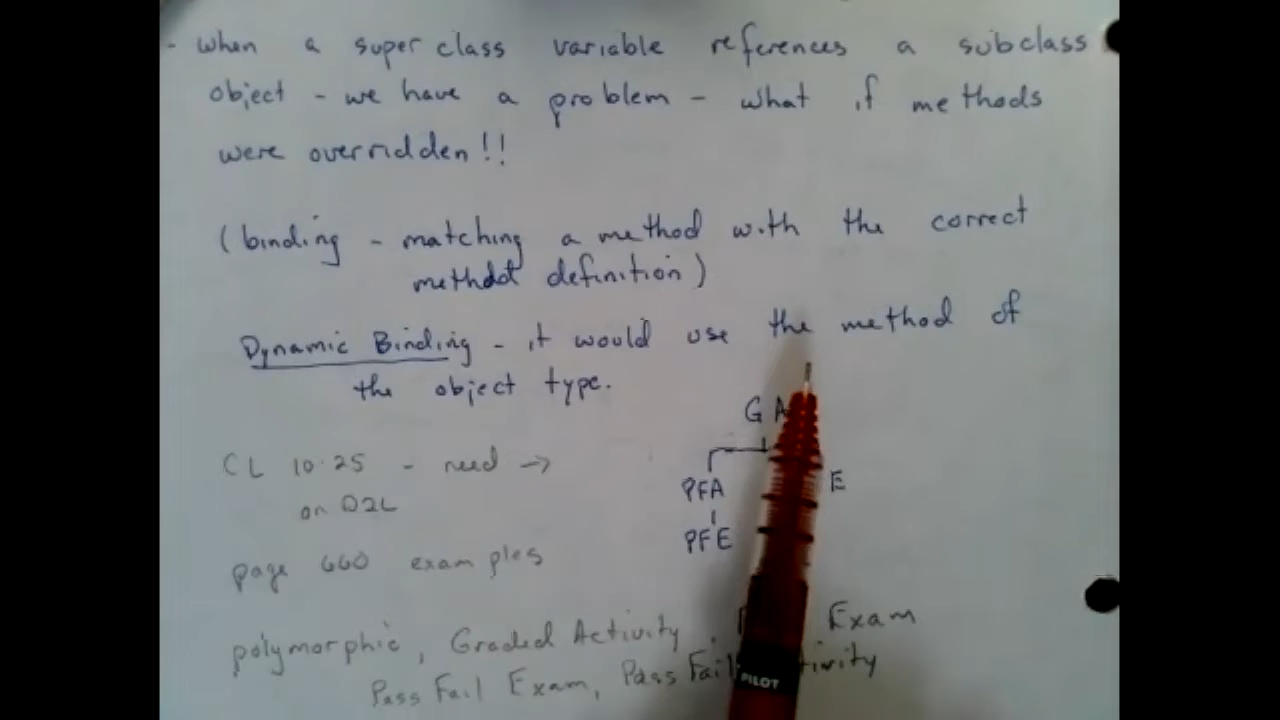 - when a super class variable references a subclass
object - we have a problem - what if methods
were overridden!!
(binding - matching a method with the correct
method definition)
Dynamic Binding - it would use the method of
the object type.
CL 10.25 - need →
on D2L
G A
PFA E
PFE
page 660 examples
polymorphic, Graded Activity, Exam
Pass Fail Exam, Pass Fail
PILOT